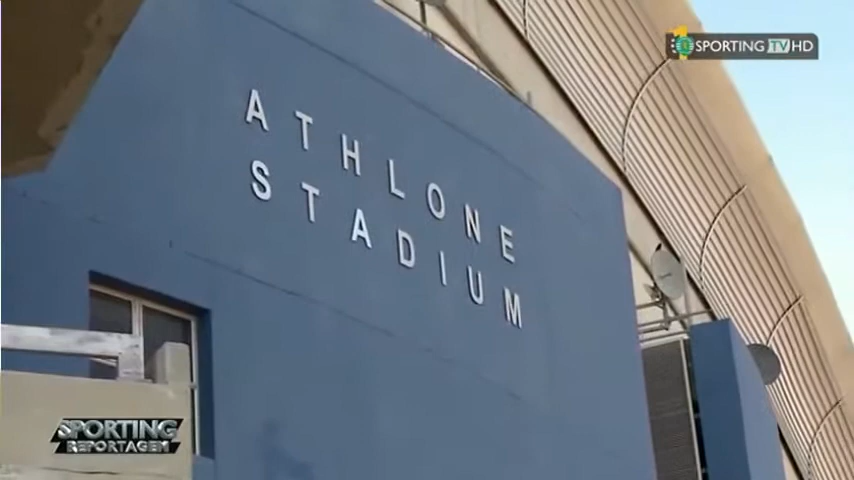 SPORTING TV HD
ATHLONE
STADIUM
SPORTING
REPORTAGEM